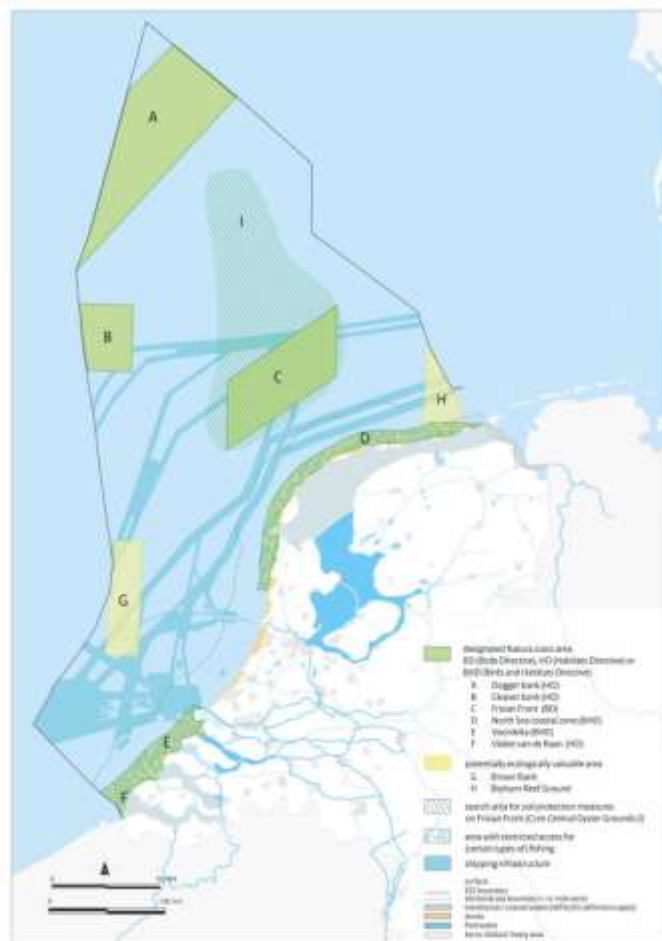 A
I
B
C
H
D
G
E
F
designated Natura 2000 area
BD (Birds Directive), HD (Habitats Directive) or
BHD (Birds and Habitats Directive)
A Dogger bank (HD)
B Cleaver bank (HD)
C Frisian Front (BD)
D North Sea coastal zone (BHD)
E Voordelta (BHD)
F Vlakte van de Raan (HD)
potentially ecologically valuable area
G Brown Bank
H Borkum Reef Ground
search area for soil protection measures
on Frisian Front (C) en Central Oyster Grounds (I)
area with restricted access for
(certain types of) fishing
shipping infrastructure
EEZ boundary